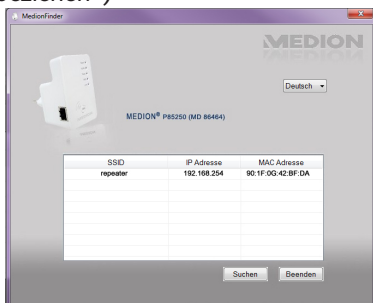 beziehen“)
MedionFinder
MEDION
Deutsch
MEDION® P85250 (MD 86464)
SSID IP Adresse MAC Adresse
repeater 192.168.254 90:1F:0G:42:BF:DA
Suchen Beenden